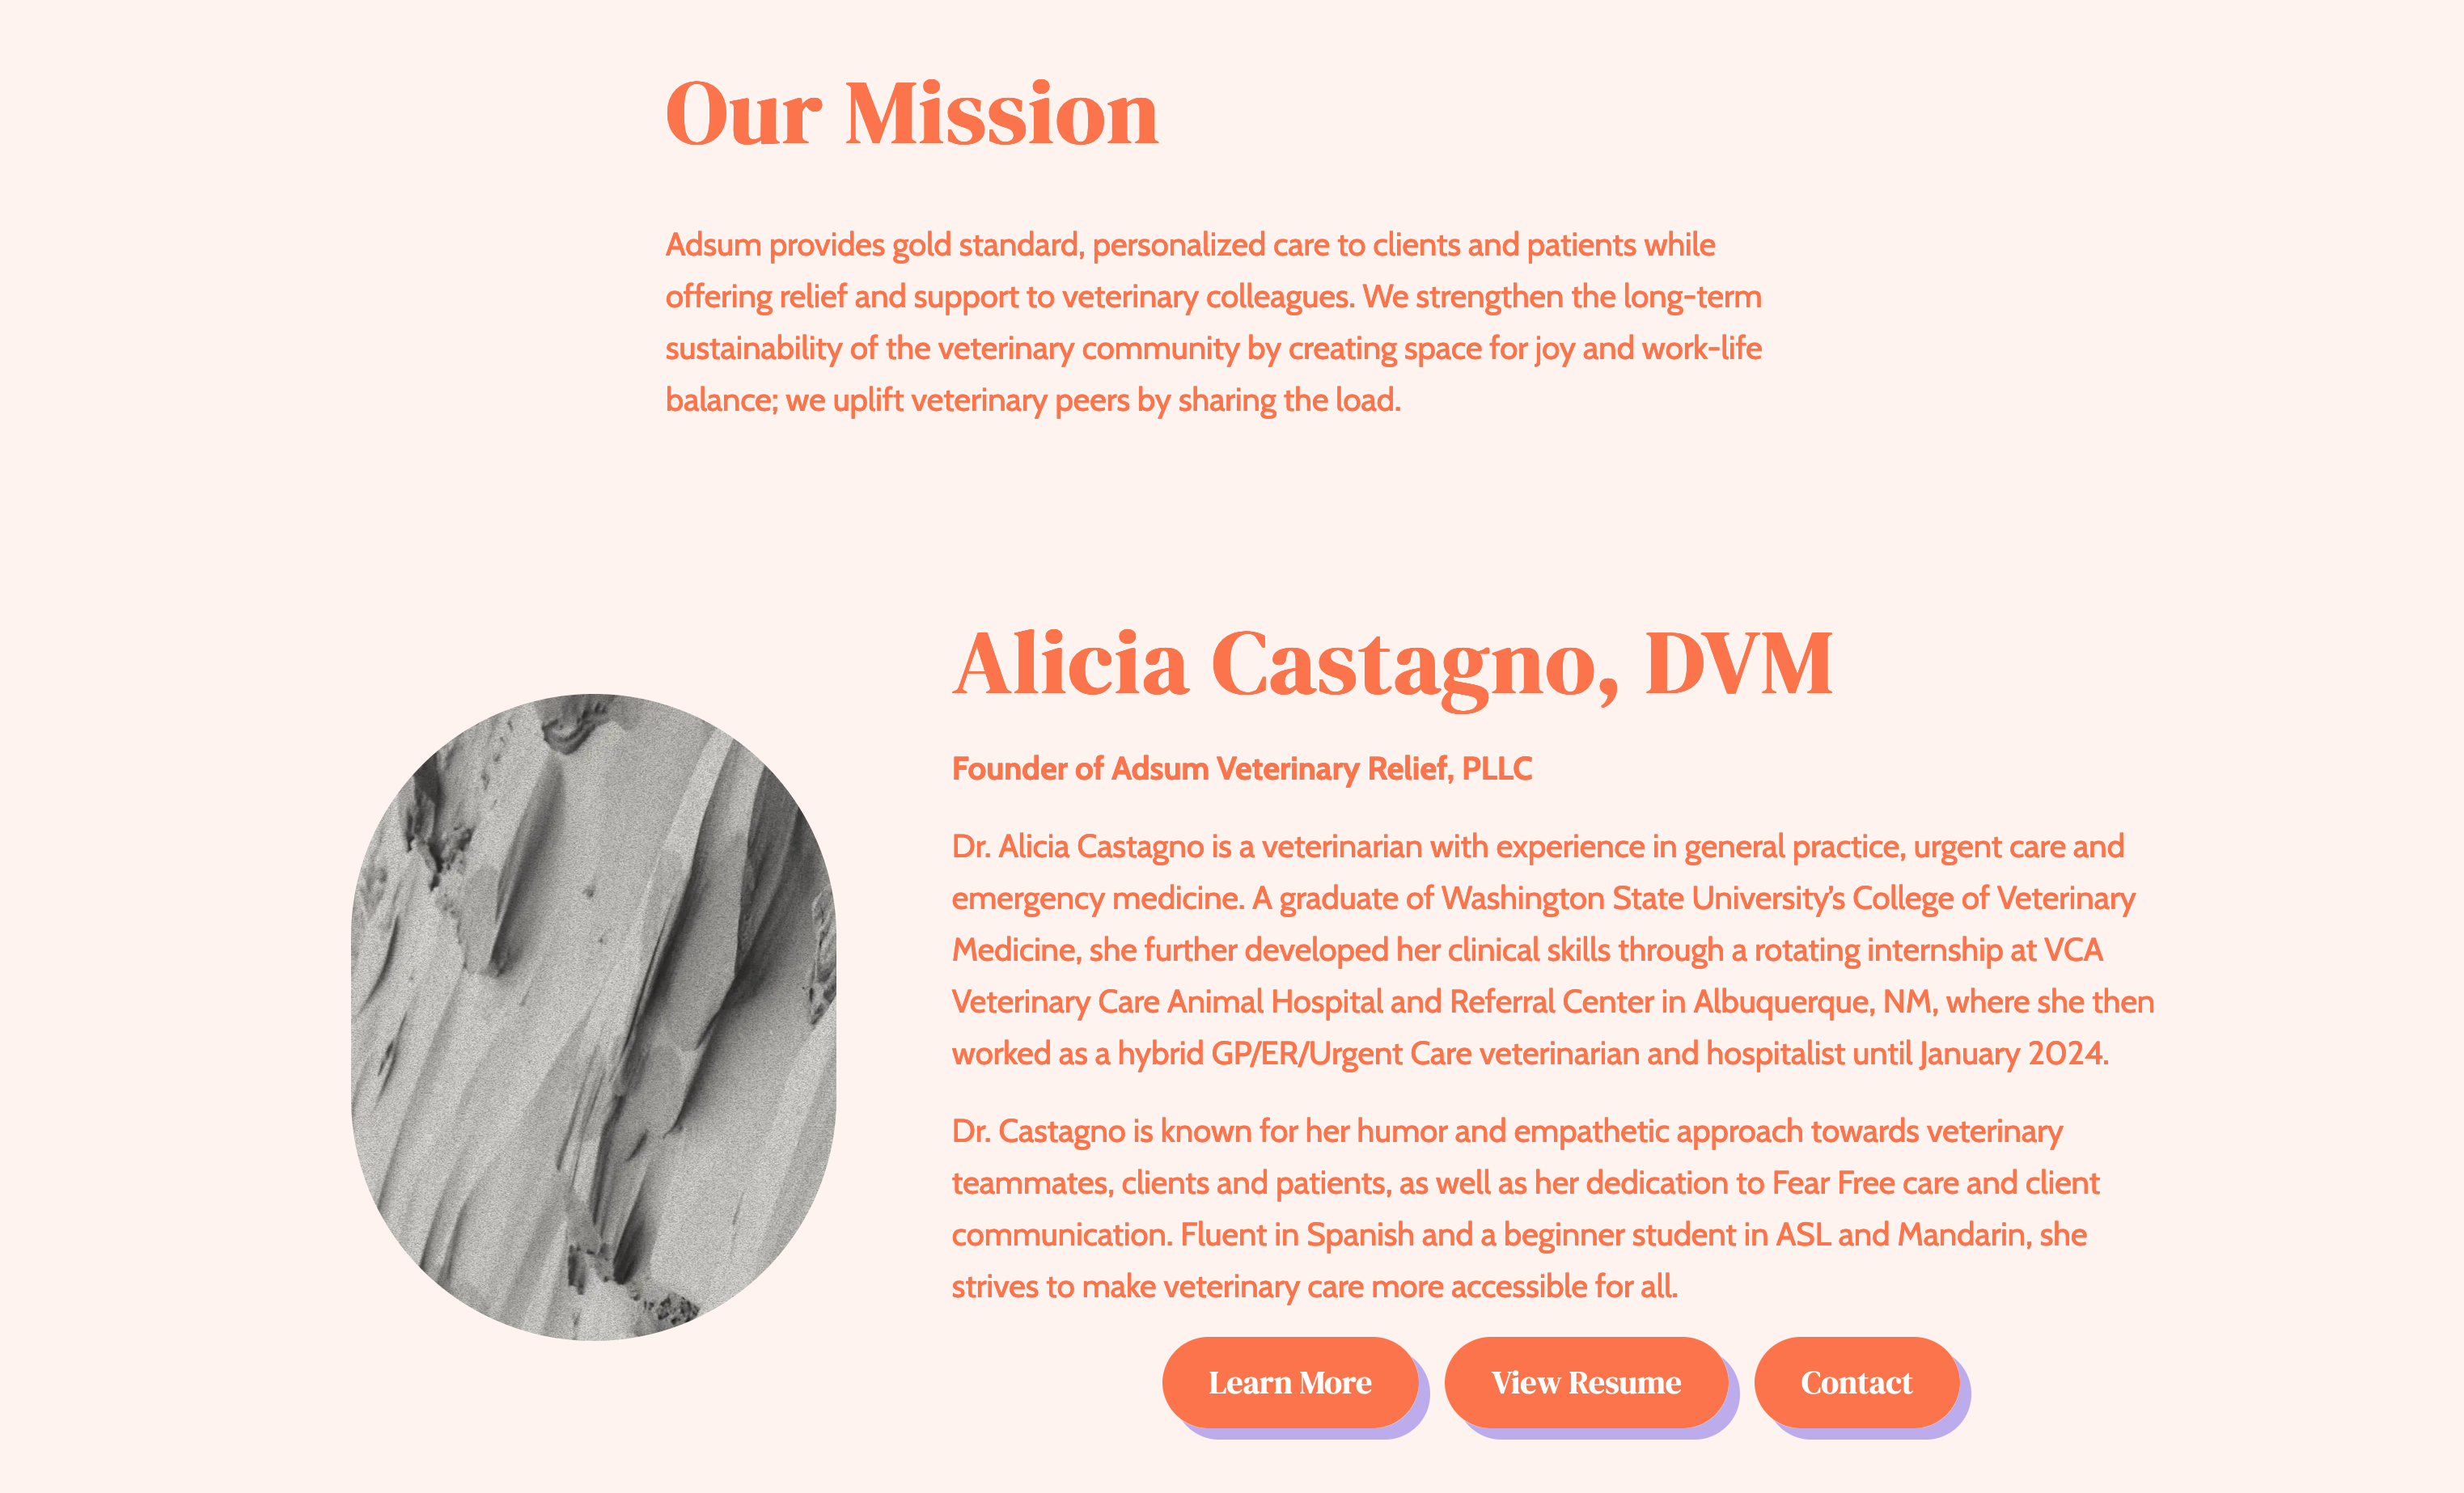 Our Mission
Adsum provides gold standard, personalized care to clients and patients while
offering relief and support to veterinary colleagues. We strengthen the long-term
sustainability of the veterinary community by creating space for joy and work-life
balance; we uplift veterinary peers by sharing the load.
Alicia Castagno, DVM
Founder of Adsum Veterinary Relief, PLLC
Dr. Alicia Castagno is a veterinarian with experience in general practice, urgent care and
emergency medicine. A graduate of Washington State University’s College of Veterinary
Medicine, she further developed her clinical skills through a rotating internship at VCA
Veterinary Care Animal Hospital and Referral Center in Albuquerque, NM, where she then
worked as a hybrid GP/ER/Urgent Care veterinarian and hospitalist until January 2024.
Dr. Castagno is known for her humor and empathetic approach towards veterinary
teammates, clients and patients, as well as her dedication to Fear Free care and client
communication. Fluent in Spanish and a beginner student in ASL and Mandarin, she
strives to make veterinary care more accessible for all.
Learn More View Resume Contact